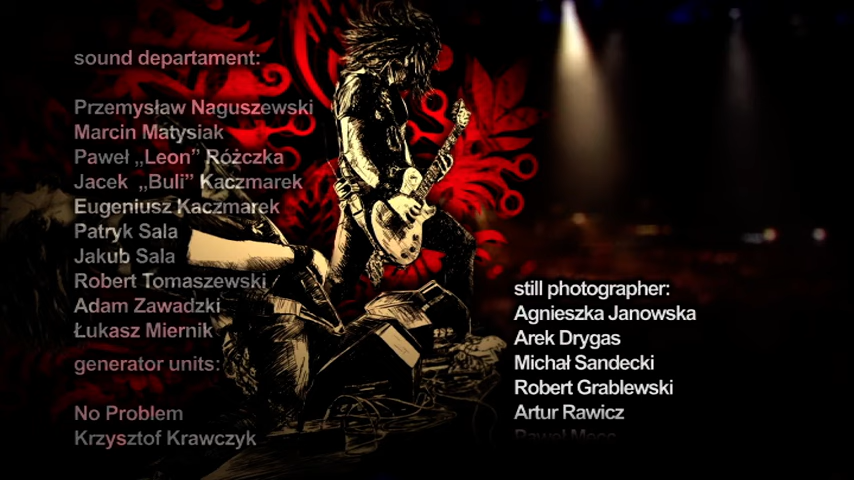 sound departament:
Przemysław Naguszewski
Marcin Matysiak
Paweł „Leon” Różczka
Jacek „Buli” Kaczmarek
Eugeniusz Kaczmarek
Patryk Sala
Jakub Sala
Robert Tomaszewski
Adam Zawadzki
Łukasz Miernik
generator units:
No Problem
Krzysztof Krawczyk
still photographer:
Agnieszka Janowska
Arek Drygas
Michał Sandecki
Robert Grablewski
Artur Rawicz